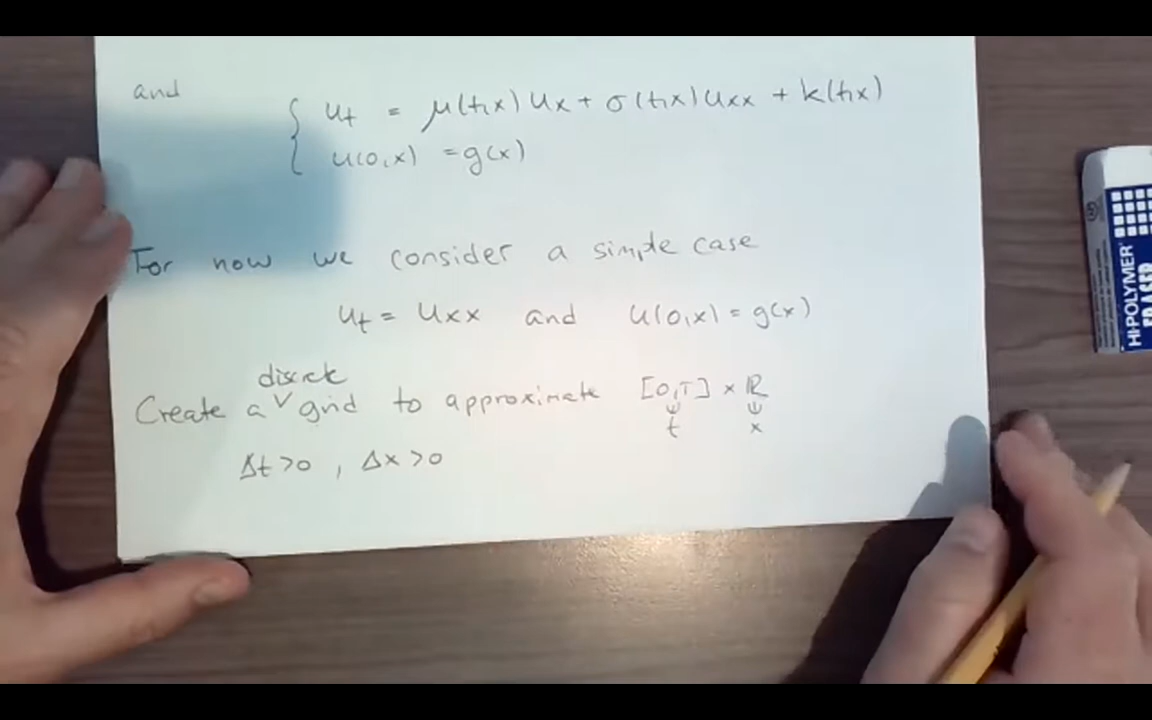 and
{ uₜ = μ(t,x) uₓ + σ(t,x) uₓₓ + k(t,x)
u(0,x) = g(x)
For now we consider a simple case
uₜ = uₓₓ and u(0,x) = g(x)
discrete
Create a ∨ grid to approximate [0,T] × ℝ
Ψ Ψ
t x
Δt >0 , Δx >0
HI-POLYMER
ERASER